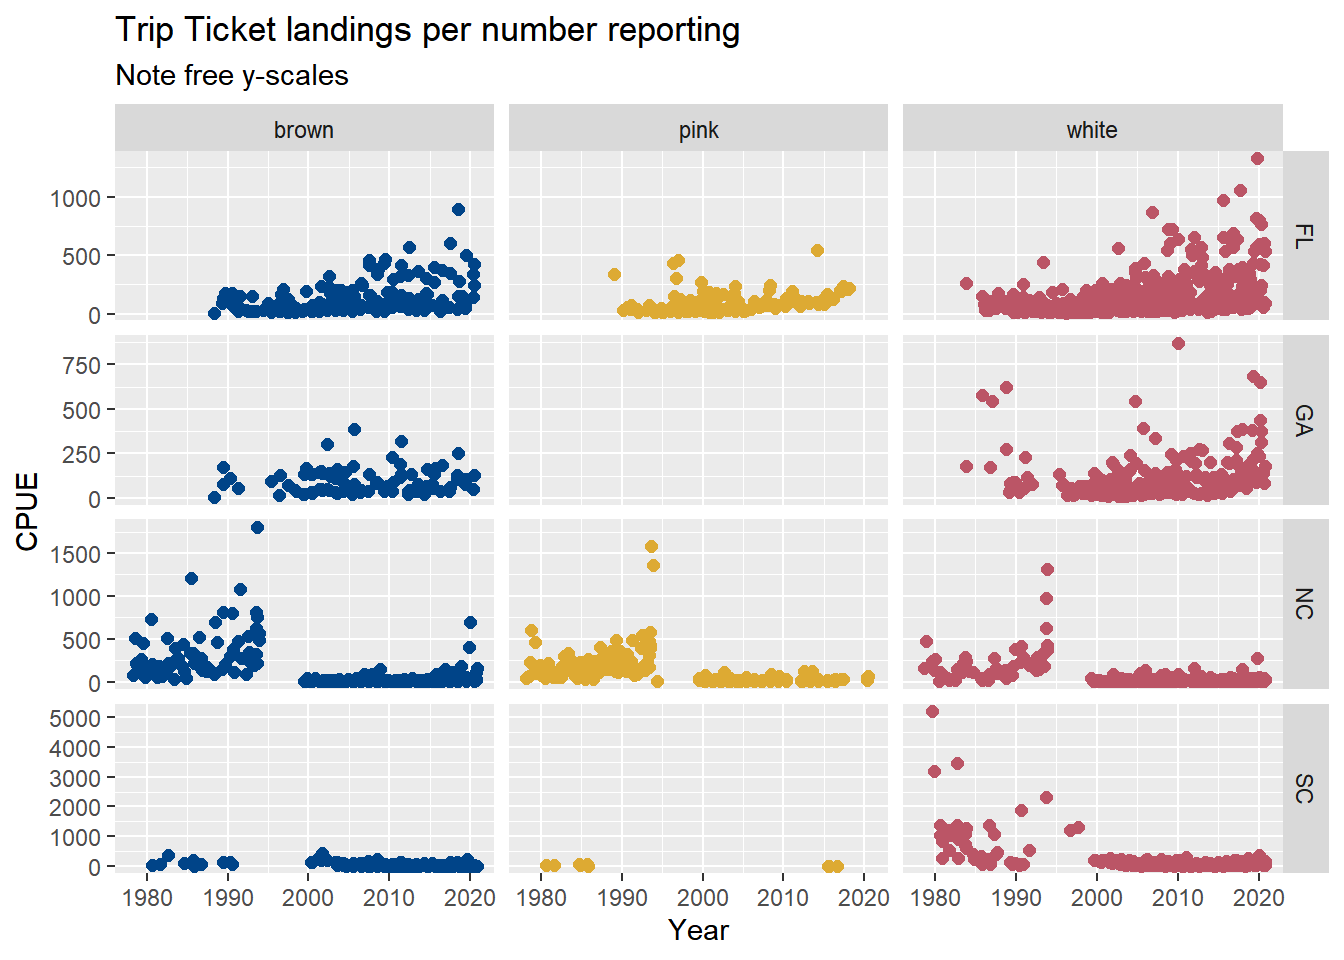 Trip Ticket landings per number reporting
Note free y-scales
brown
pink
white
1000
500
0
FL
750
500
250
0
GA
CPUE
1500
1000
500
0
NC
5000
4000
3000
2000
1000
0
SC
1980 1990 2000 2010 2020 1980 1990 2000 2010 2020 1980 1990 2000 2010 2020
Year